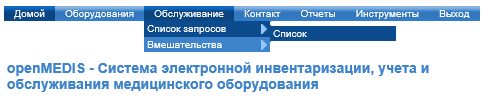 Домой Оборудования Обслуживание Контакт Отчеты Инструменты Выход
Список запросов Список
Вмешательства
openMEDIS - Система электронной инвентаризации, учета и
обслуживания медицинского оборудования